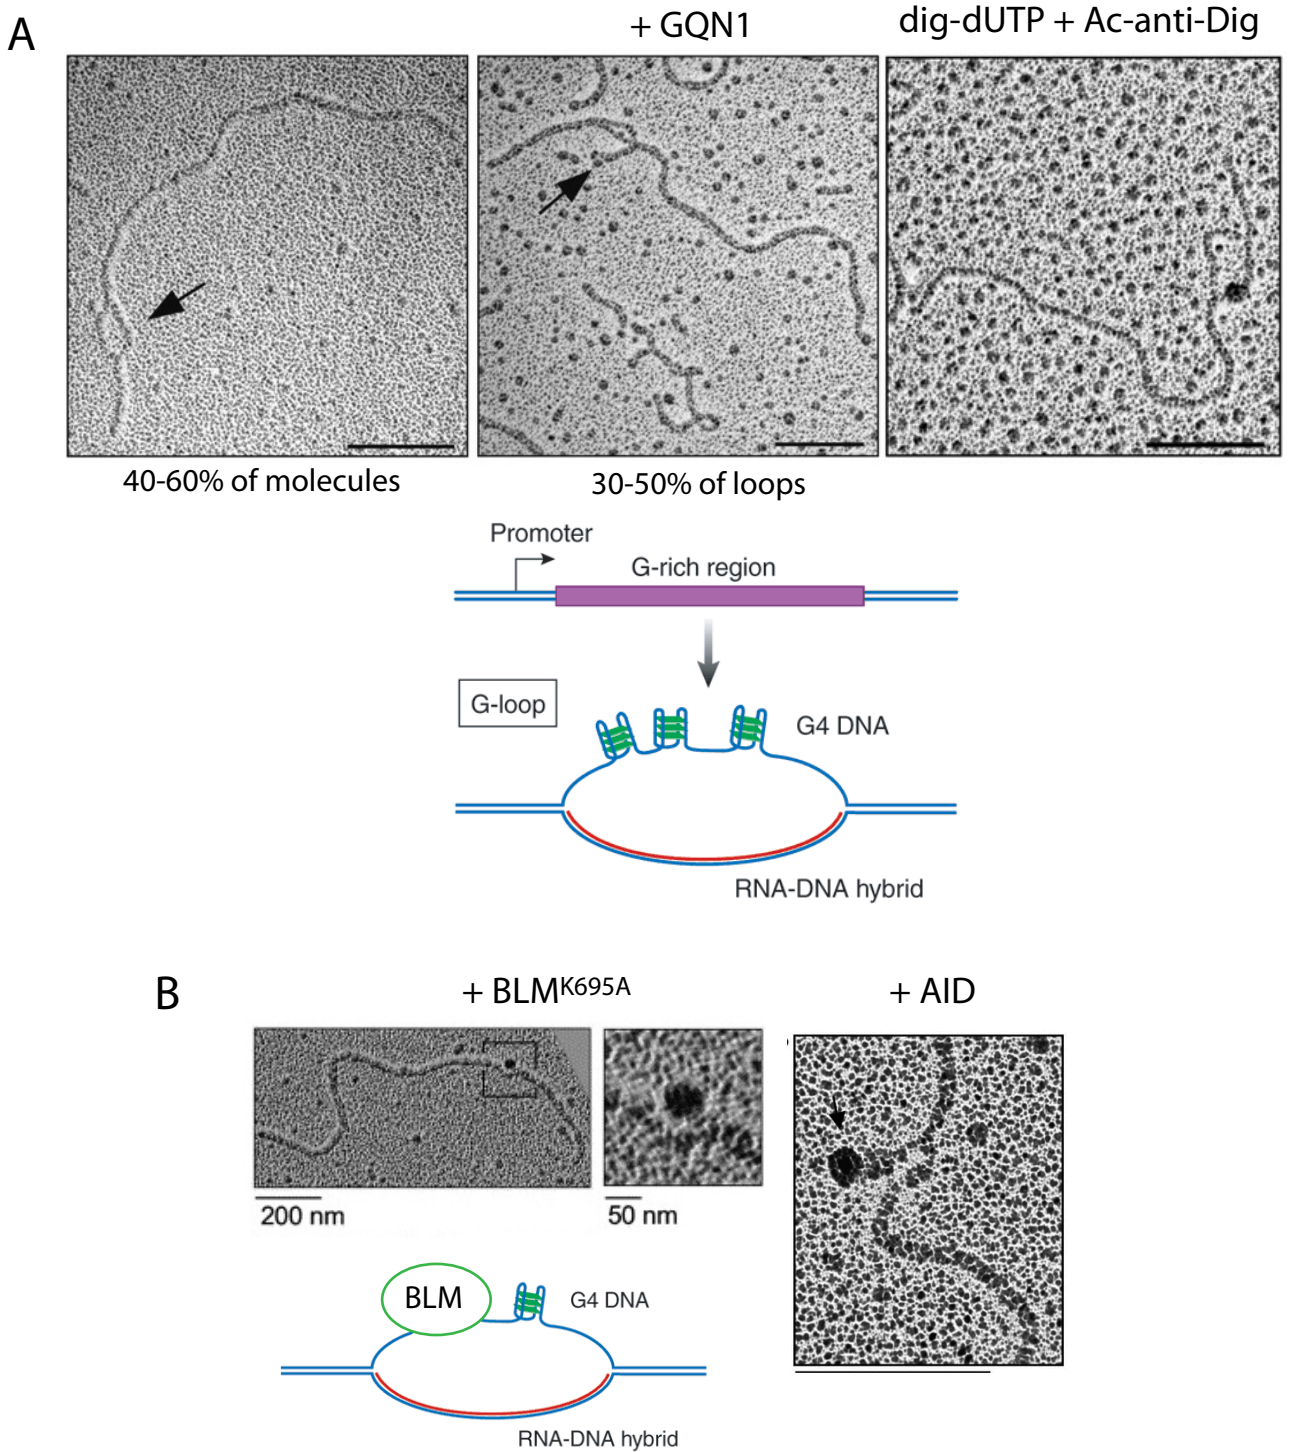 A
+ GQN1
dig-dUTP + Ac-anti-Dig
40-60% of molecules
30-50% of loops
Promoter
G-rich region
G-loop
G4 DNA
RNA-DNA hybrid
B
+ BLMK695A
+ AID
200 nm
50 nm
BLM
G4 DNA
RNA-DNA hybrid